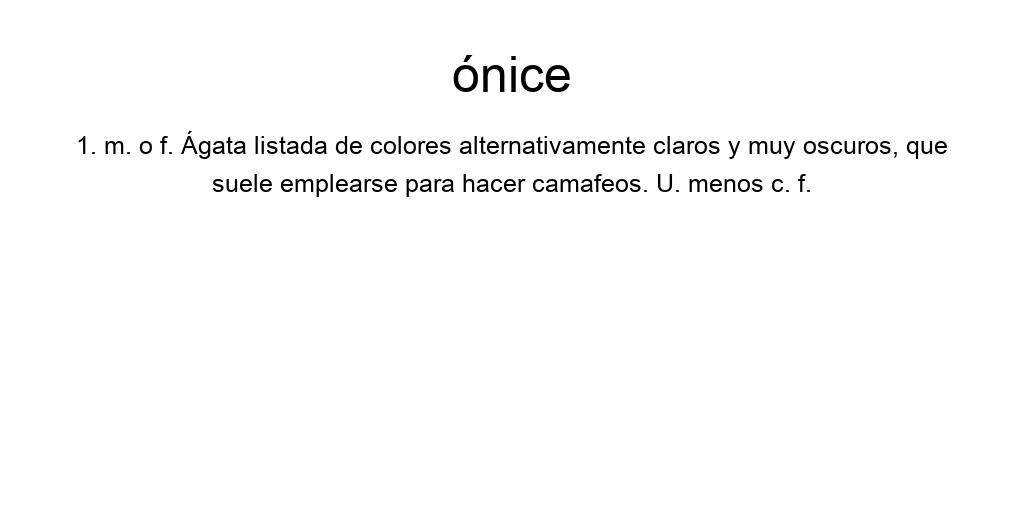 ónice
1. m. o f. Ágata listada de colores alternativamente claros y muy oscuros, que
suele emplearse para hacer camafeos. U. menos c. f.